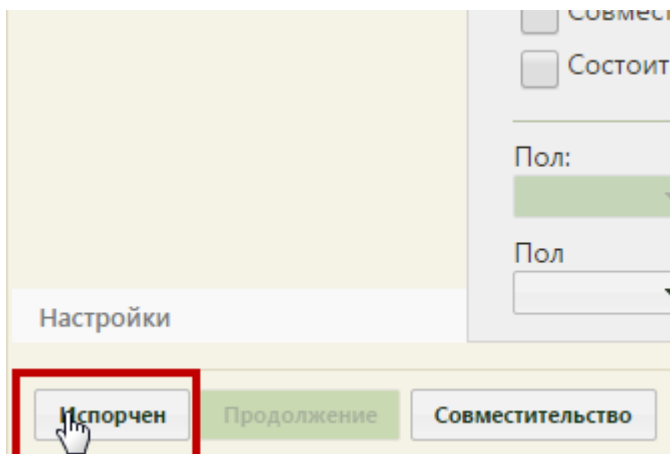 Состоит
Пол:
Пол
Настройки
Испорчен Продолжение Совместительство